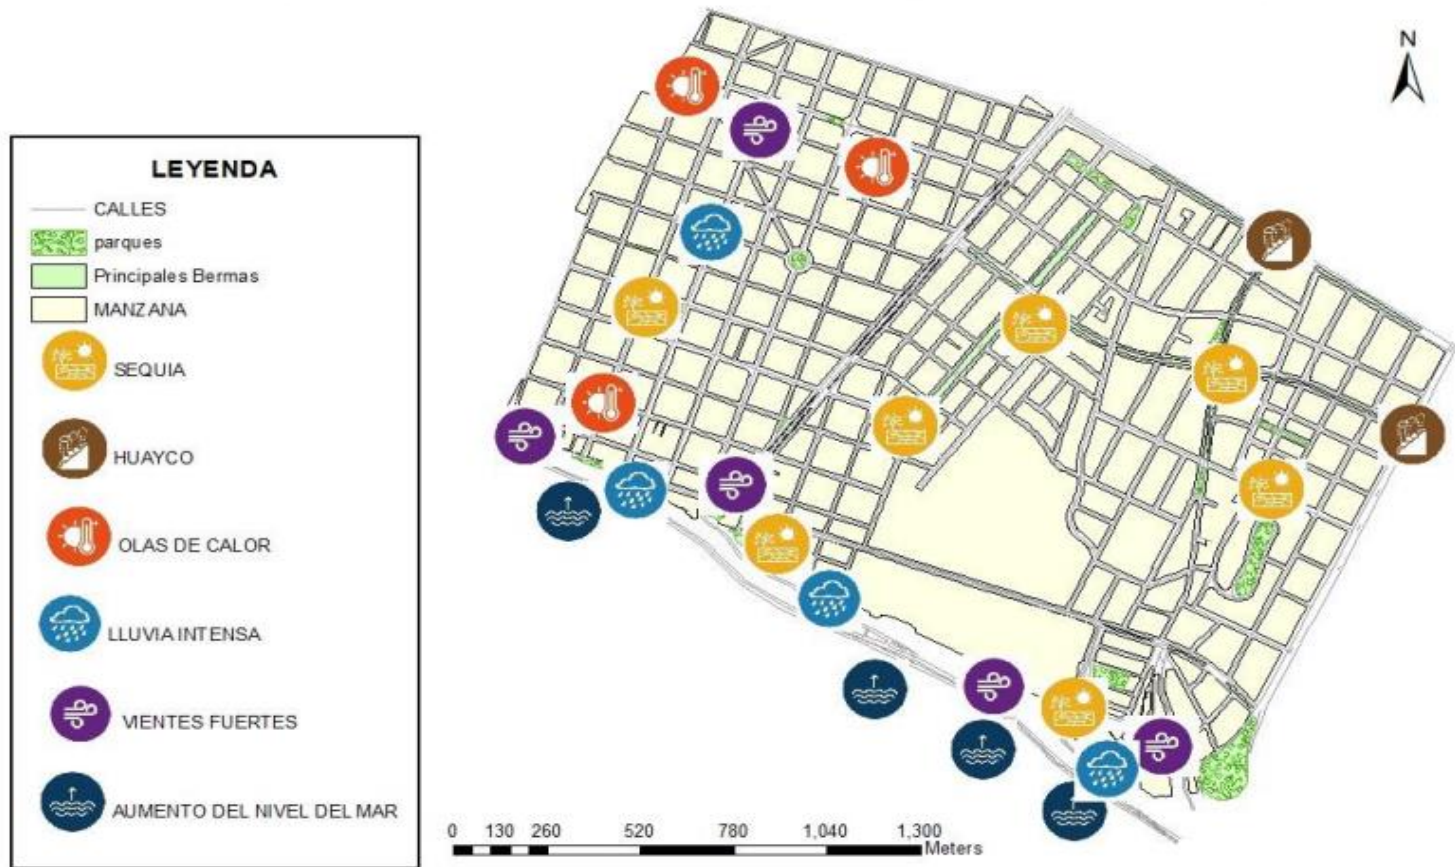 LEYENDA
CALLES
parques
Principales Bermas
MANZANA
SEQUIA
HUAYCO
OLAS DE CALOR
LLUVIA INTENSA
VIENTES FUERTES
AUMENTO DEL NIVEL DEL MAR
N
0 130 260 520 780 1,040 1,300
Meters